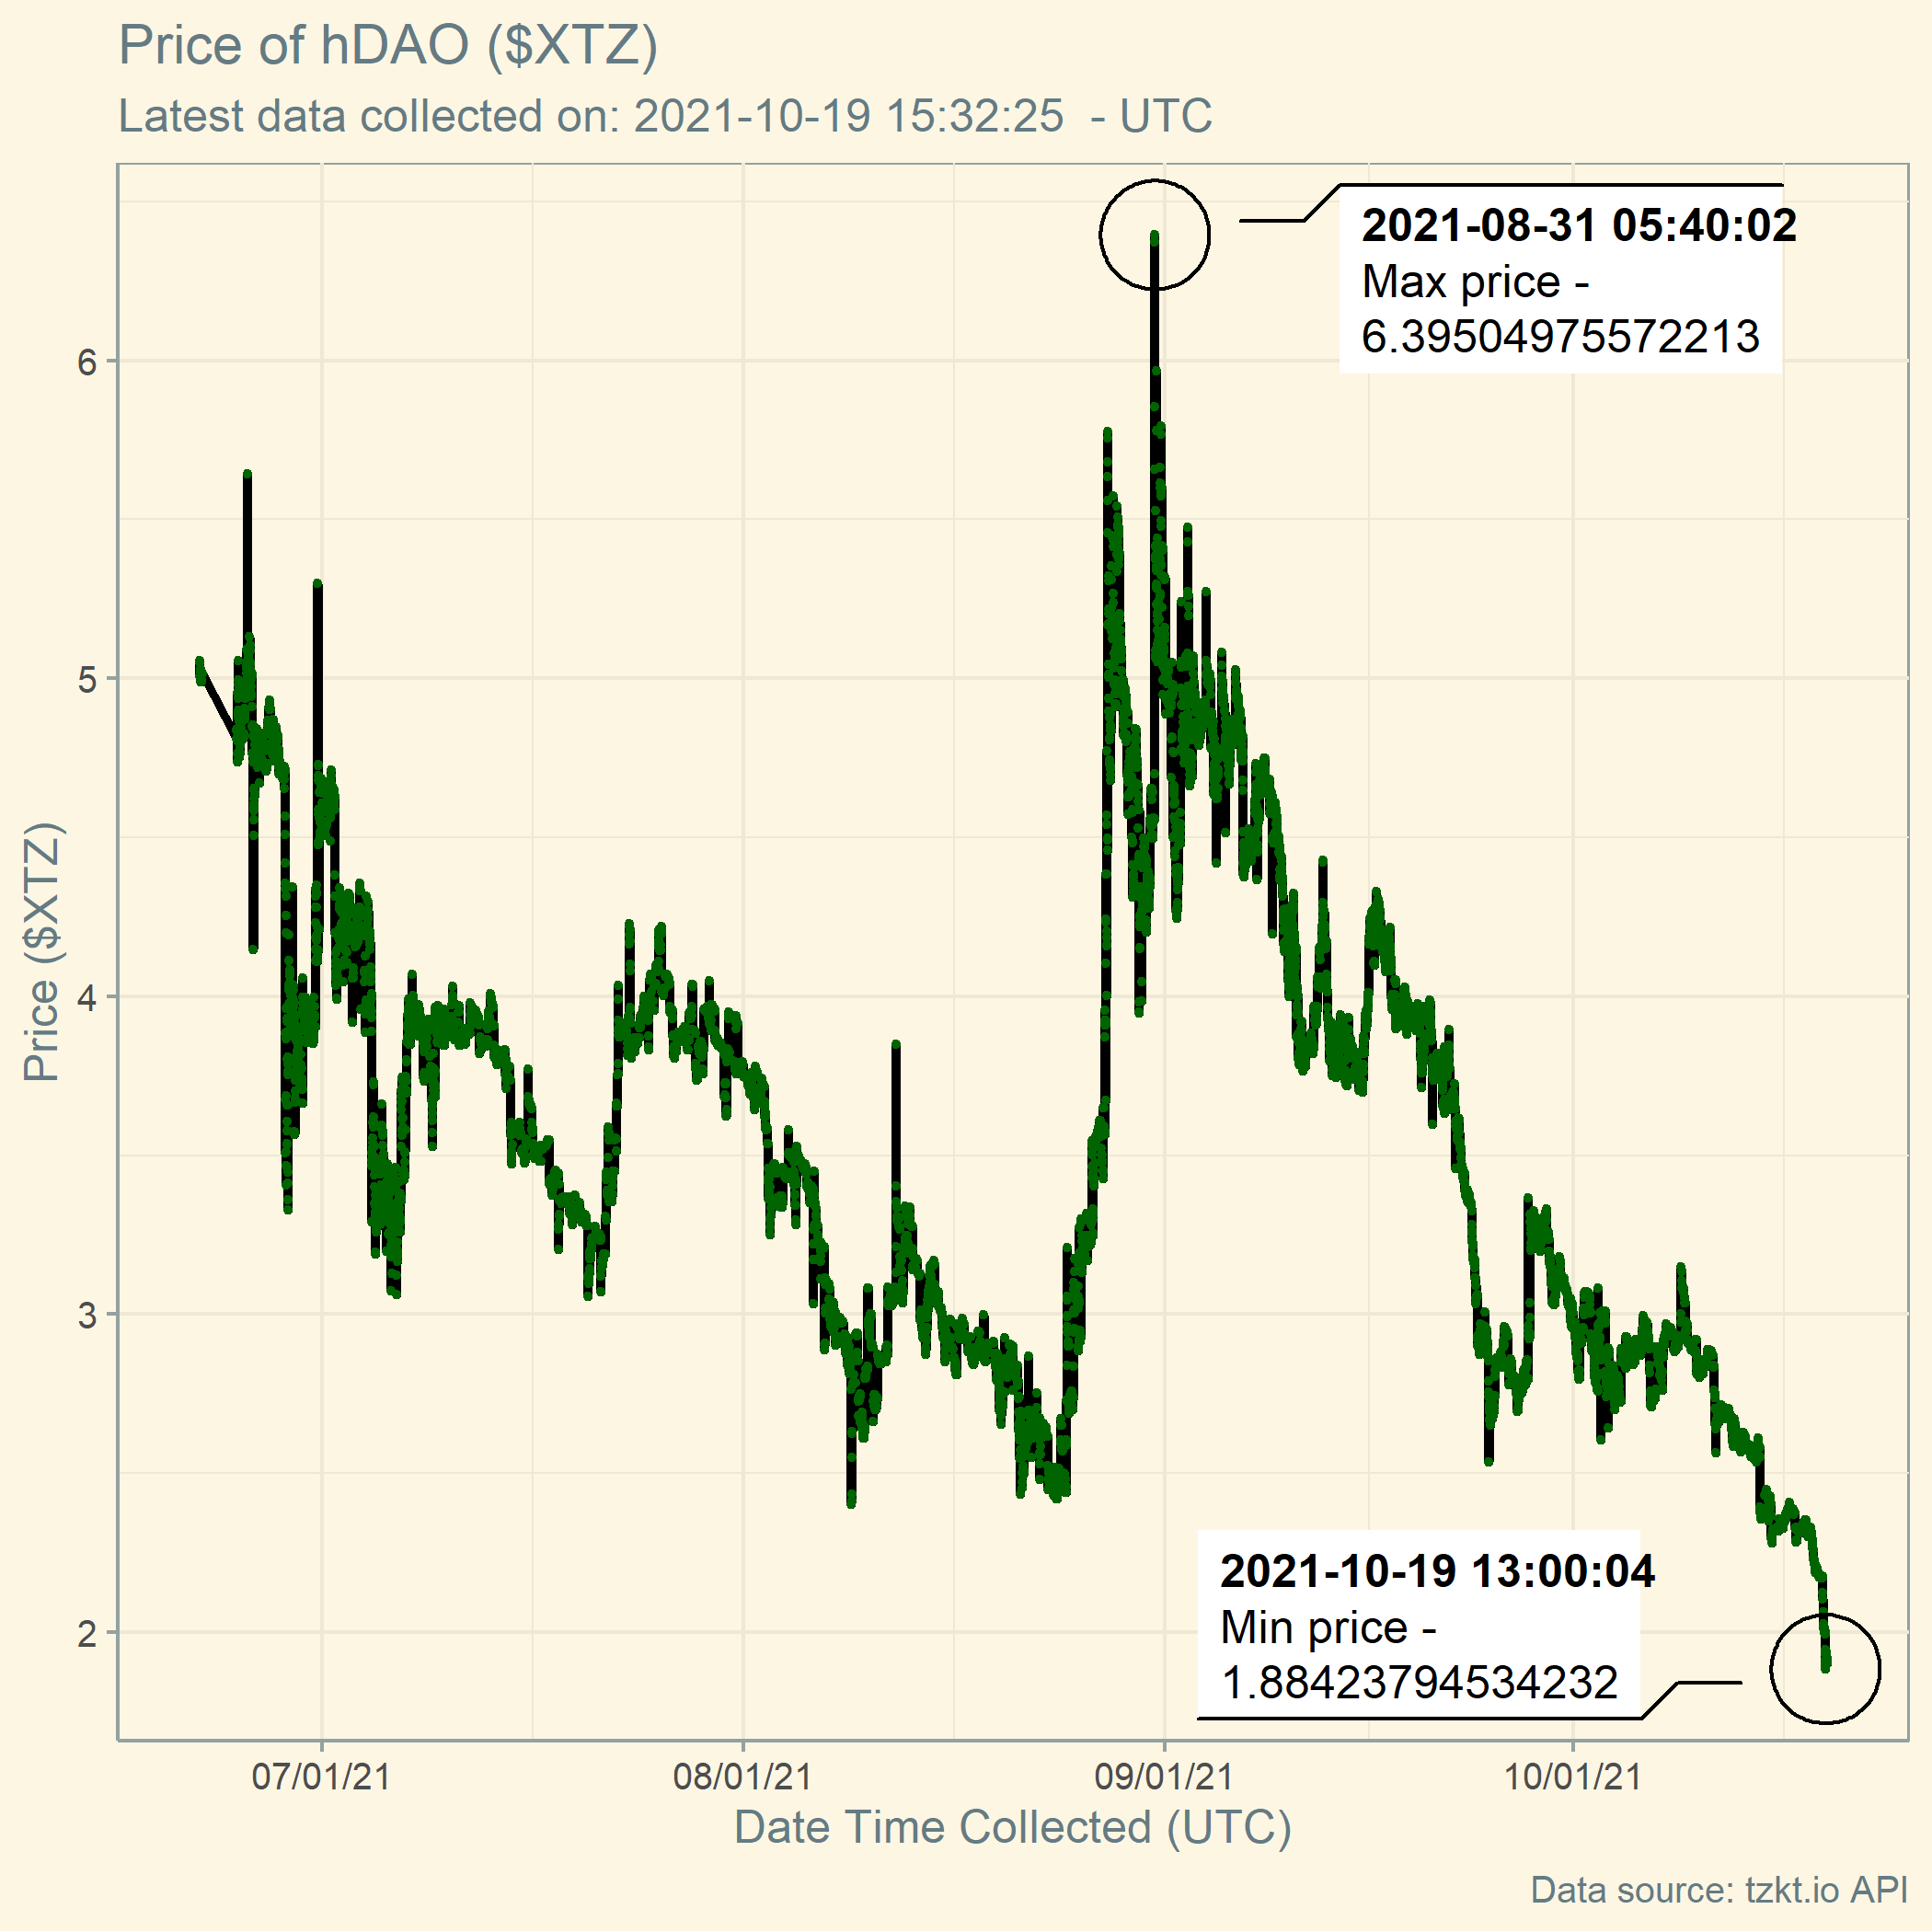 Price of hDAO ($XTZ)
Latest data collected on: 2021-10-19 15:32:25  - UTC
2021-08-31 05:40:02
Max price -
6.39504975572213
6
5
4
3
2
Price ($XTZ)
2021-10-19 13:00:04
Min price -
1.88423794534232
07/01/21
08/01/21
09/01/21
10/01/21
Date Time Collected (UTC)
Data source: tzkt.io API